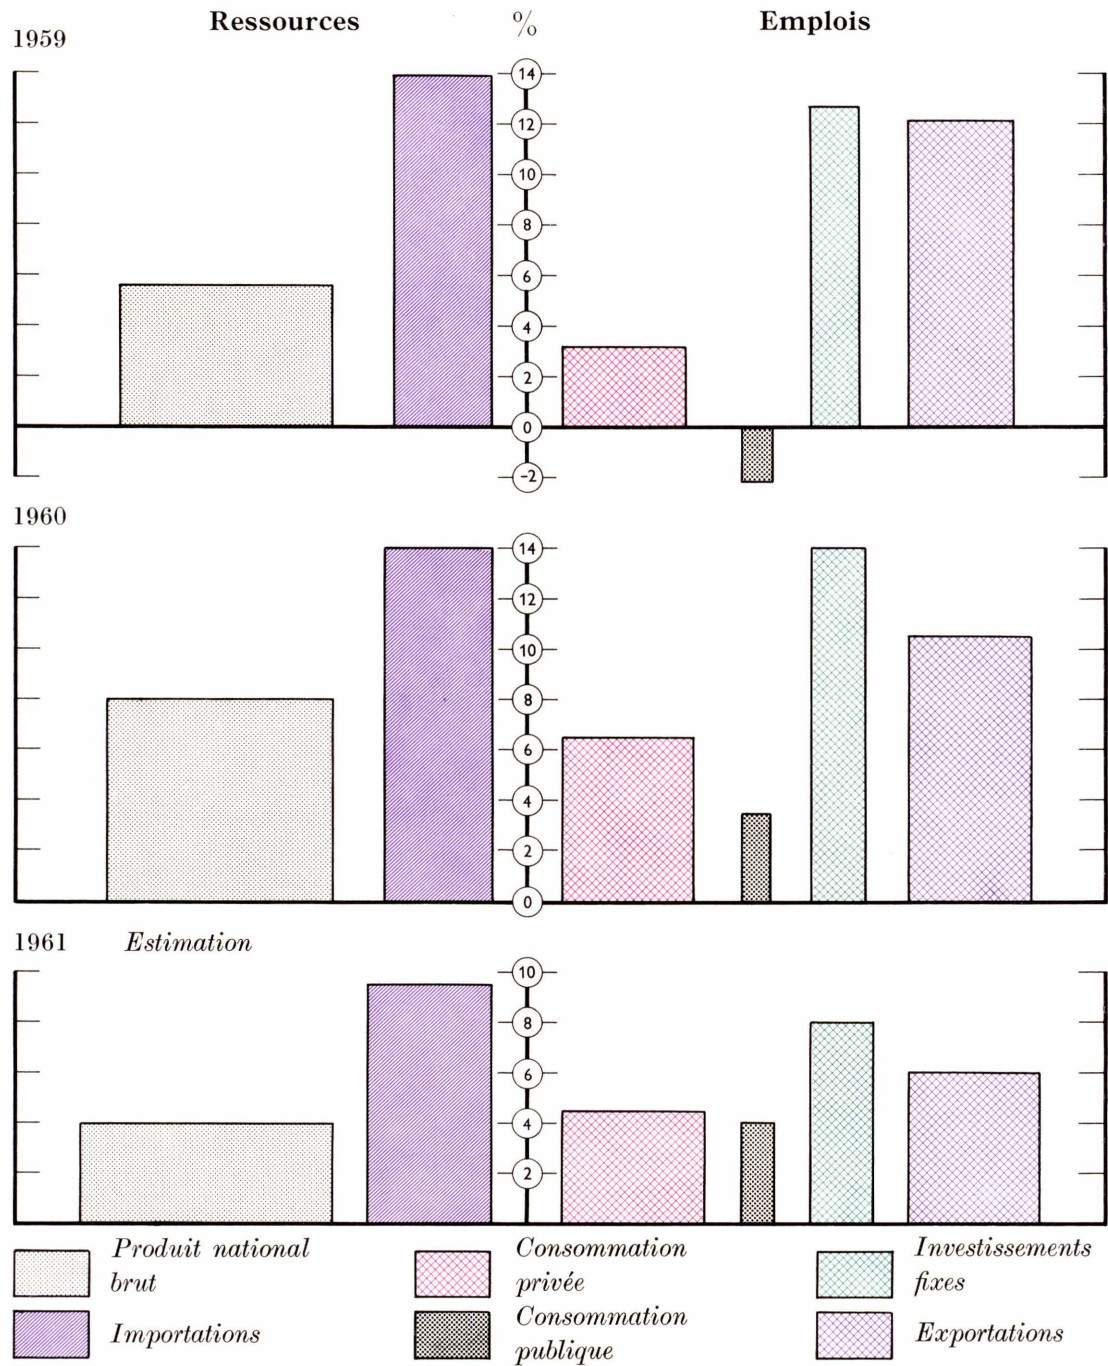 Ressources % Emplois
1959
14
12
10
8
6
4
2
0
-2
1960
14
12
10
8
6
4
2
0
1961 Estimation
10
8
6
4
2
Produit national
brut
Consommation
privée
Investissements
fixes
Importations
Consommation
publique
Exportations